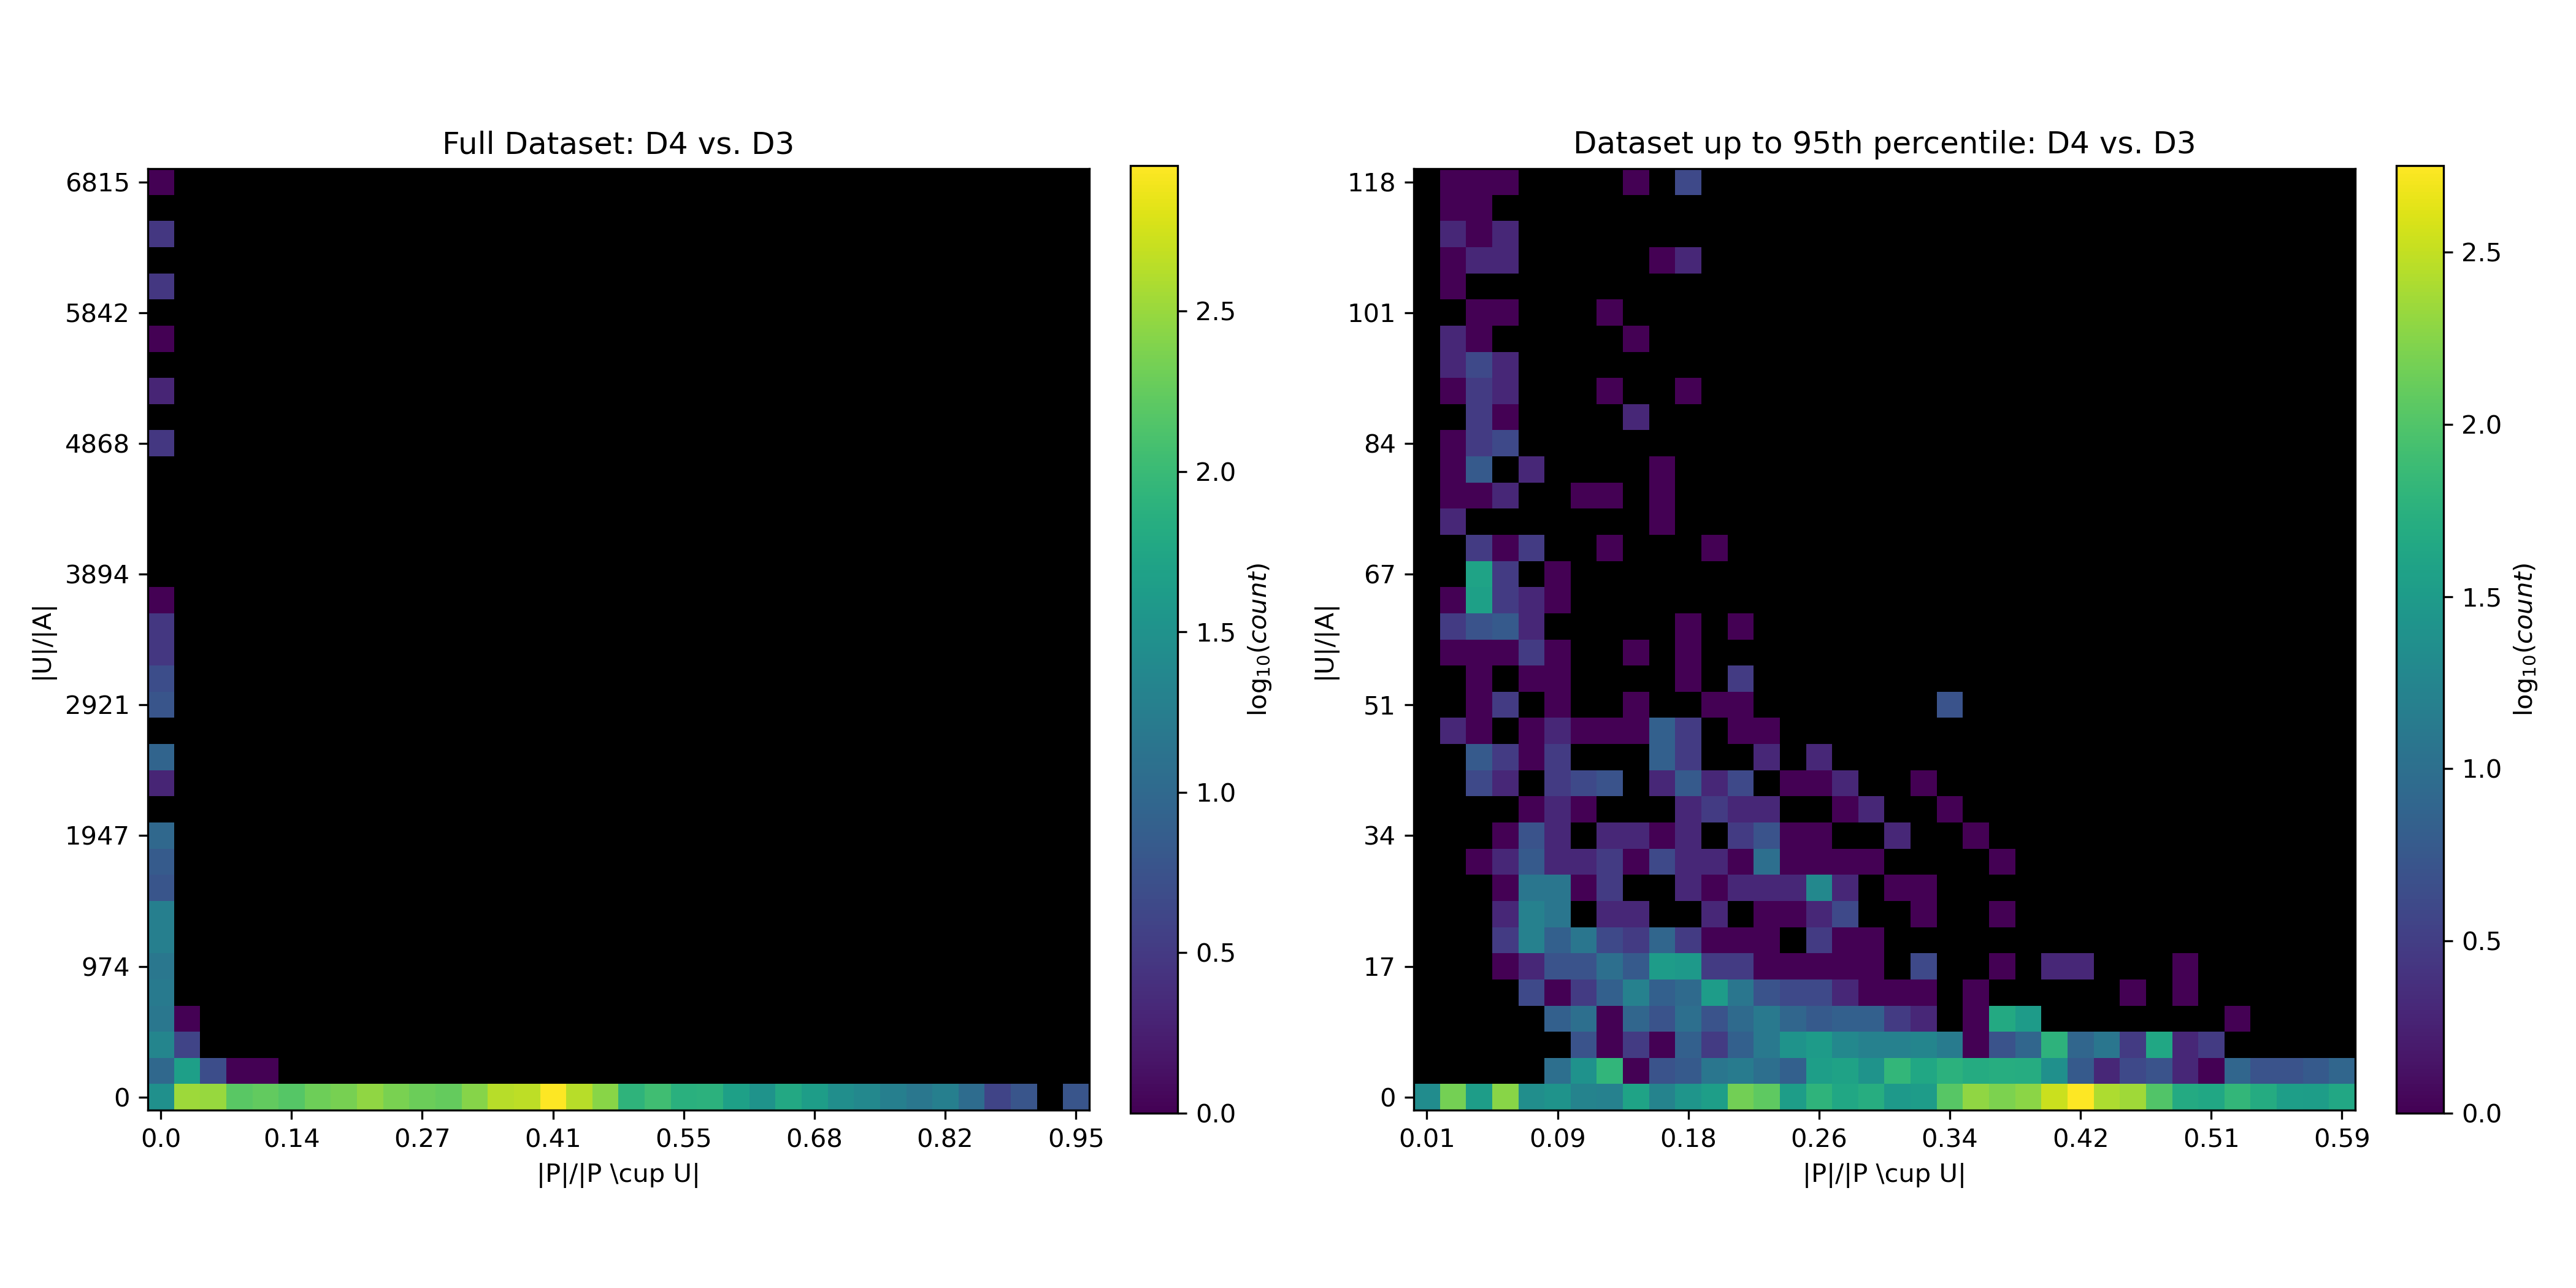 Full Dataset: D4 vs. D3
6815
5842
4868
3894
2921
1947
974
0
|U|/|A|
0.0 0.14 0.27 0.41 0.55 0.68 0.82 0.95
|P|/|P \cup U|
2.5
2.0
1.5
1.0
0.5
0.0
log₁₀(count)
Dataset up to 95th percentile: D4 vs. D3
118
101
84
67
51
34
17
0
|U|/|A|
0.01 0.09 0.18 0.26 0.34 0.42 0.51 0.59
|P|/|P \cup U|
2.5
2.0
1.5
1.0
0.5
0.0
log₁₀(count)